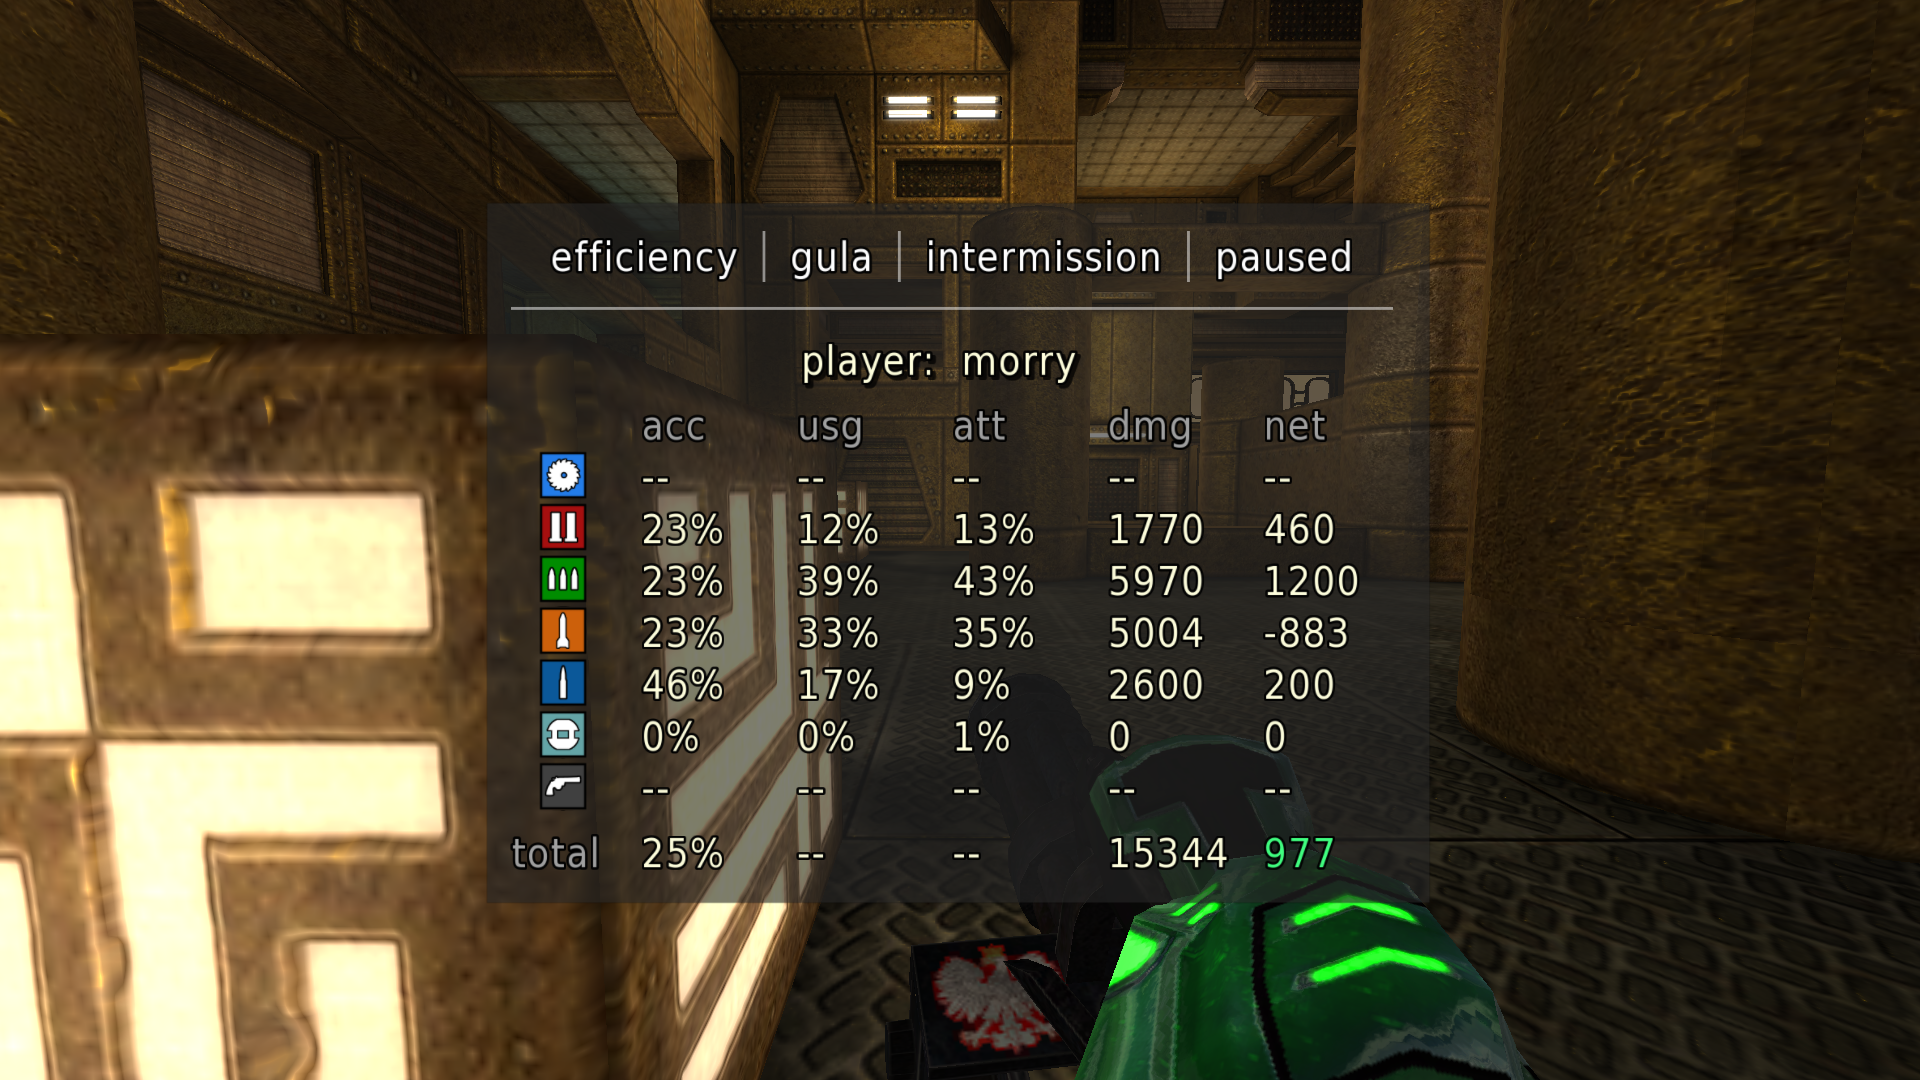 efficiency | gula | intermission | paused
player: morry
acc usg att dmg net
-- -- -- -- --
23% 12% 13% 1770 460
23% 39% 43% 5970 1200
23% 33% 35% 5004 -883
46% 17% 9% 2600 200
0% 0% 1% 0 0
-- -- -- -- --
total 25% -- -- 15344 977